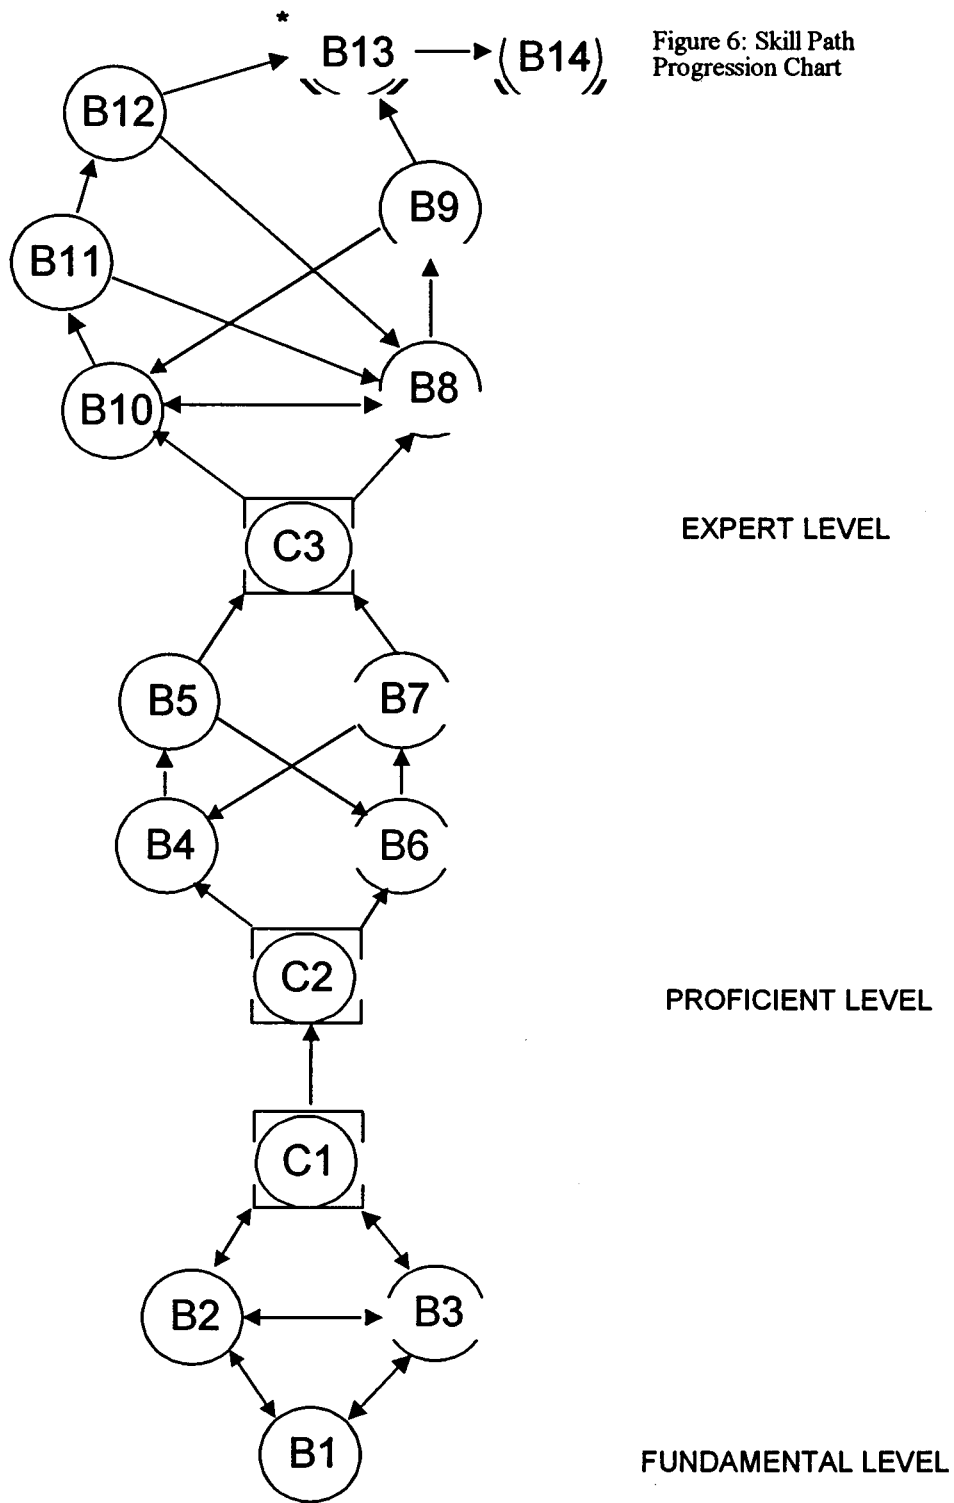 *
B13
(B14)
Figure 6: Skill Path
Progression Chart
B12
B9
B11
B8
B10
C3
EXPERT LEVEL
B5
B7
B4
B6
C2
PROFICIENT LEVEL
C1
B2
B3
B1
FUNDAMENTAL LEVEL